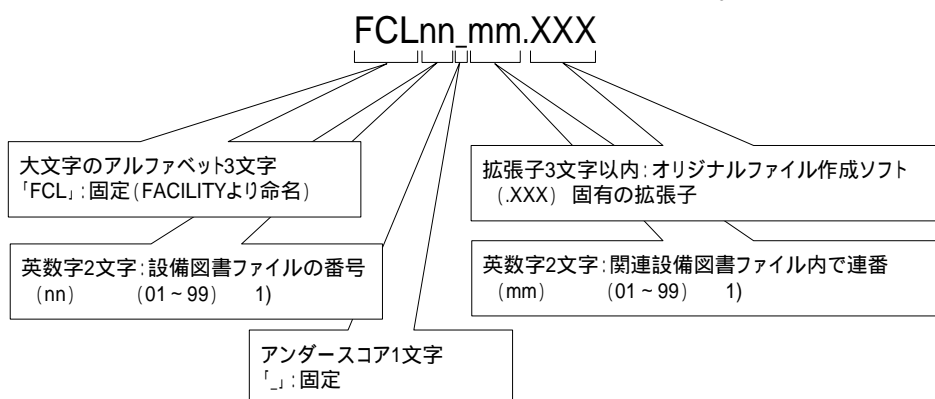 FCLnn_mm.XXX
大文字のアルファベット3文字
「FCL」:固定(FACILITYより命名)
拡張子3文字以内:オリジナルファイル作成ソフト
(.XXX) 固有の拡張子
英数字2文字:設備図書ファイルの番号
(nn) (01~99) 1)
英数字2文字:関連設備図書ファイル内で連番
(mm) (01~99) 1)
アンダースコア1文字
「_」:固定